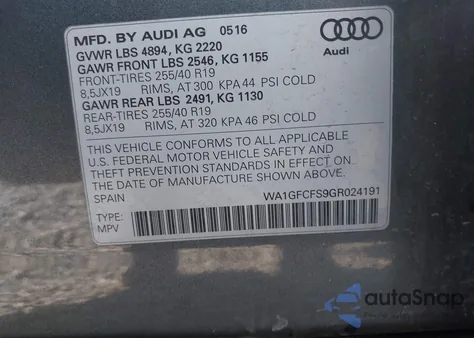 MFD. BY AUDI AG 0516
GVWR LBS 4894, KG 2220
GAWR FRONT LBS 2546, KG 1155
FRONT-TIRES 255/40 R19
8,5JX19 RIMS, AT 300 KPA 44 PSI COLD
GAWR REAR LBS 2491, KG 1130
REAR-TIRES 255/40 R19
8,5JX19 RIMS, AT 320 KPA 46 PSI COLD
Audi
THIS VEHICLE CONFORMS TO ALL APPLICABLE
U.S. FEDERAL MOTOR VEHICLE SAFETY AND
THEFT PREVENTION STANDARDS IN EFFECT ON
THE DATE OF MANUFACTURE SHOWN ABOVE.
SPAIN WA1GFCFS9GR024191
TYPE:
MPV
autoSnap